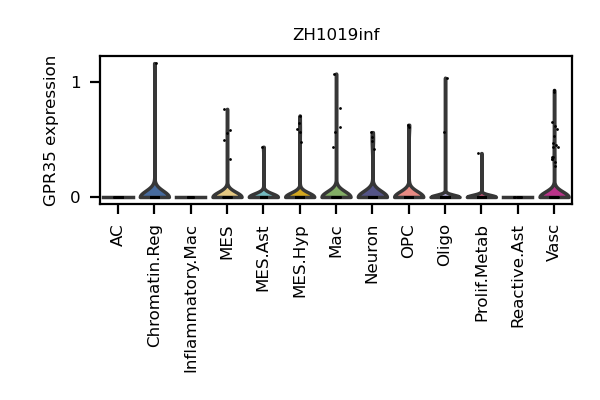 ZH1019inf
GPR35 expression
1
0
AC
Chromatin.Reg
Inflammatory.Mac
MES
MES.Ast
MES.Hyp
Mac
Neuron
OPC
Oligo
Prolif.Metab
Reactive.Ast
Vasc